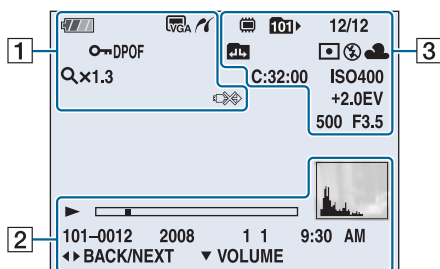 1
VGA
101
12/12
3
DPOF
×1.3
C:32:00
ISO400
+2.0EV
500 F3.5
2
101-0012 2008 1 1 9:30 AM
BACK/NEXT VOLUME